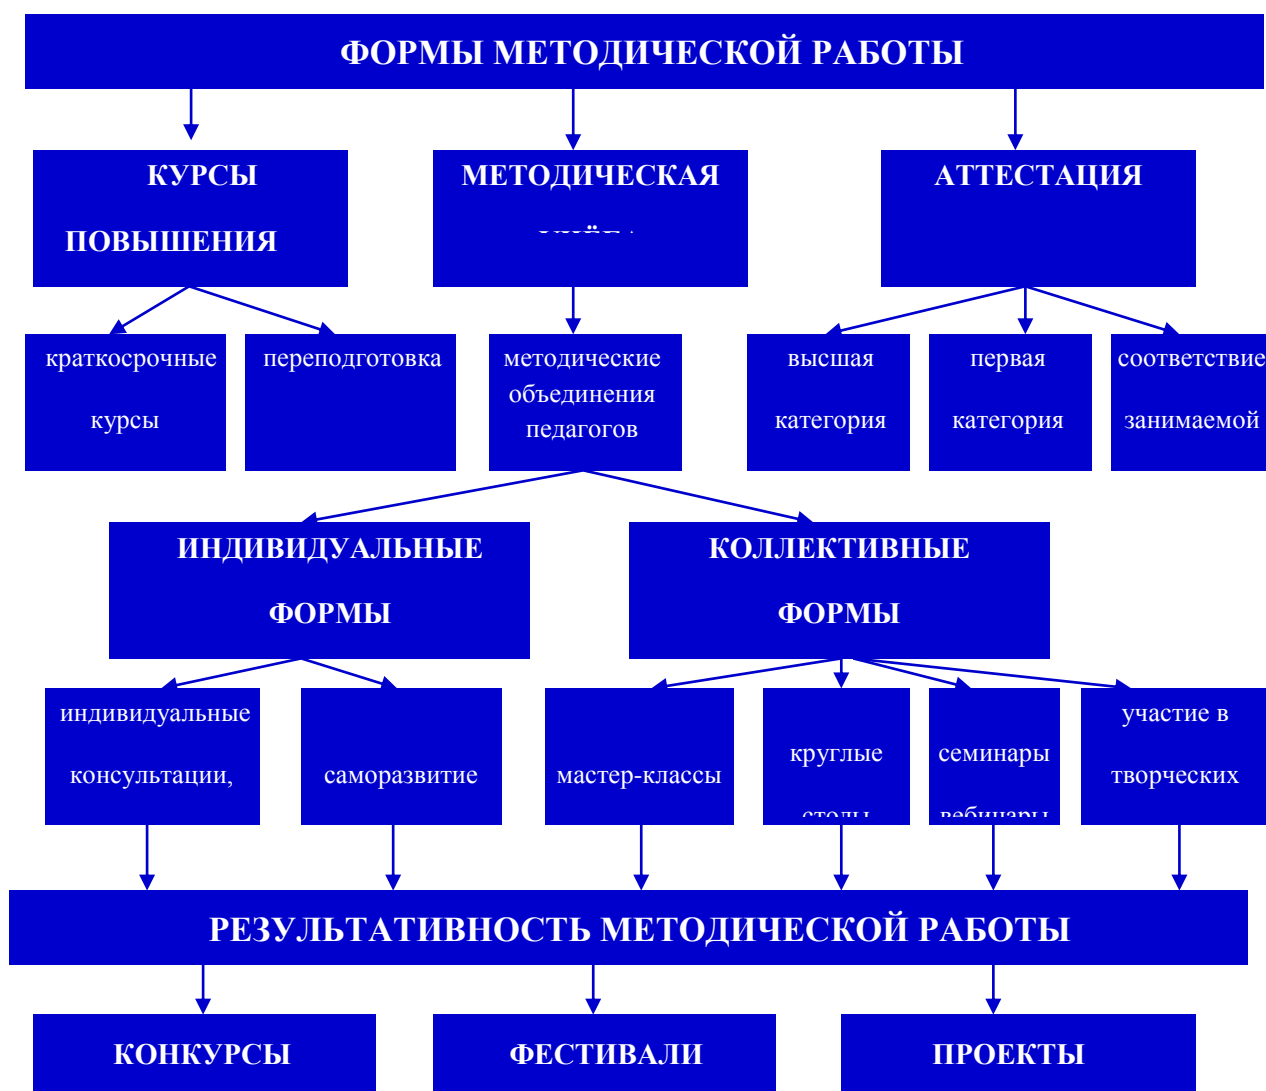 ФОРМЫ МЕТОДИЧЕСКОЙ РАБОТЫ
КУРСЫ
ПОВЫШЕНИЯ
МЕТОДИЧЕСКАЯ
АТТЕСТАЦИЯ
краткосрочные
курсы
переподготовка
методические
объединения
педагогов
высшая
категория
первая
категория
соответствие
занимаемой
ИНДИВИДУАЛЬНЫЕ
ФОРМЫ
КОЛЛЕКТИВНЫЕ
ФОРМЫ
индивидуальные
консультации,
саморазвитие
мастер-классы
круглые
столы
семинары
вебинары
участие в
творческих
РЕЗУЛЬТАТИВНОСТЬ МЕТОДИЧЕСКОЙ РАБОТЫ
КОНКУРСЫ
ФЕСТИВАЛИ
ПРОЕКТЫ